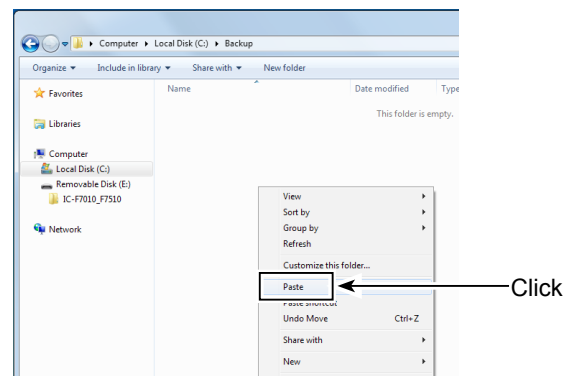 Computer ▸ Local Disk (C:) ▸ Backup
Organize ▾ Include in library ▾ Share with ▾ New folder
Name Date modified Type
This folder is empty.
Favorites
Libraries
Computer
Local Disk (C:)
Removable Disk (E:)
IC-F7010_F7510
Network
View
Sort by
Group by
Refresh
Customize this folder...
Paste
Click
Paste shortcut
Undo Move Ctrl+Z
Share with
New